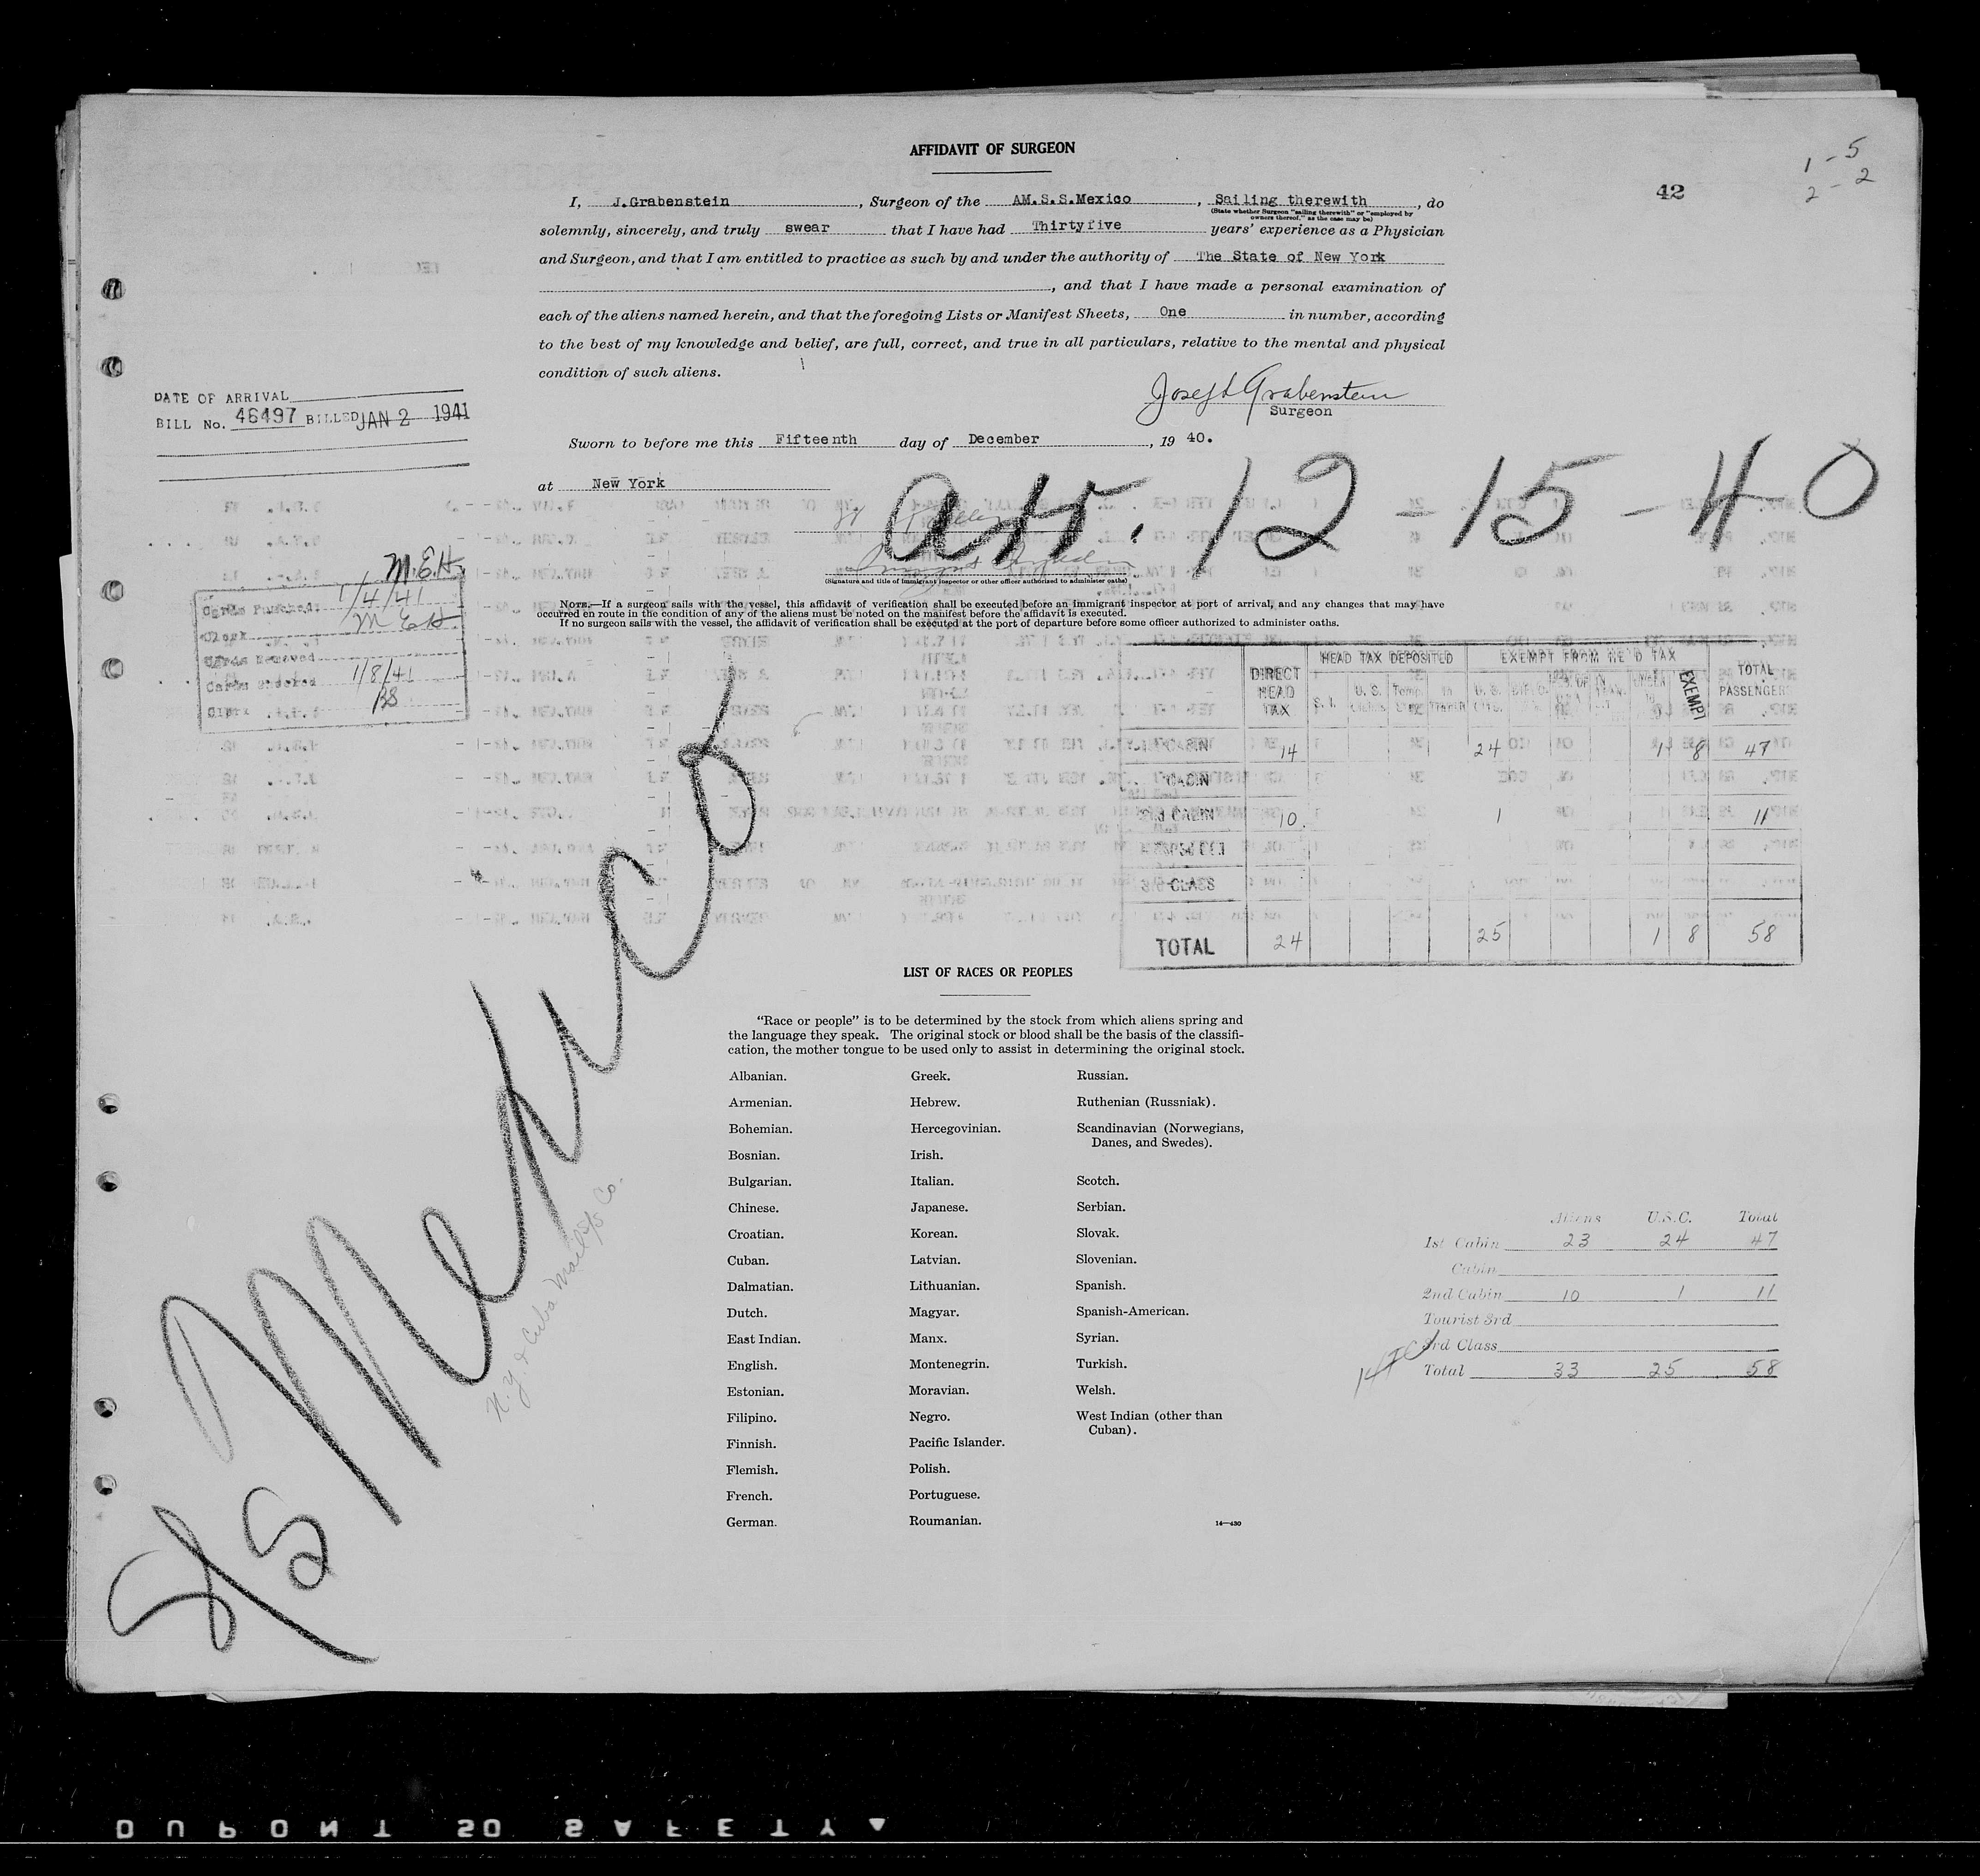 AFFIDAVIT OF SURGEON
42
1 - 5
2 - 2
I, J.Grabenstein, Surgeon of the AM.S.S.Mexico, Sailing therewith, do
(State whether Surgeon "sailing therewith" or "employed by
owners thereof," as the case may be)
solemnly, sincerely, and truly swear that I have had Thirtyfive years' experience as a Physician
and Surgeon, and that I am entitled to practice as such by and under the authority of The State of New York
, and that I have made a personal examination of
each of the aliens named herein, and that the foregoing Lists or Manifest Sheets, One in number, according
to the best of my knowledge and belief, are full, correct, and true in all particulars, relative to the mental and physical
condition of such aliens.
Joseph Grabenstein
Surgeon
DATE OF ARRIVAL
BILL No. 46497 BILLED JAN 2 1941
Sworn to before me this Fifteenth day of December, 19 40.
at New York
arr. 12-15-40
(Signature and title of Immigrant Inspector or other officer authorized to administer oaths)
NOTE.—If a surgeon sails with the vessel, this affidavit of verification shall be executed before an immigrant inspector at port of arrival, and any changes that may have
occurred en route in the condition of any of the aliens must be noted on the manifest before the affidavit is executed.
If no surgeon sails with the vessel, the affidavit of verification shall be executed at the port of departure before some officer authorized to administer oaths.
M.E.H.
Cards Punched: 1/4/41
Clerk M E H
Cards Removed
Cards Checked 1/8/41
Clerk BS
DIRECT HEAD TAX HEAD TAX DEPOSITED EXEMPT FROM HEAD TAX EXEMPT TOTAL PASSENGERS
CABIN 14 24 1 8 47
CABIN
2nd CABIN 10 1 11
3rd CLASS
TOTAL 24 25 1 8 58
S/S Mexico
N.Y. & Cuba Mail S/S Co.
LIST OF RACES OR PEOPLES
"Race or people" is to be determined by the stock from which aliens spring and
the language they speak. The original stock or blood shall be the basis of the classifi-
cation, the mother tongue to be used only to assist in determining the original stock.
Albanian. Greek. Russian.
Armenian. Hebrew. Ruthenian (Russniak).
Bohemian. Hercegovinian. Scandinavian (Norwegians,
Danes, and Swedes).
Bosnian. Irish.
Bulgarian. Italian. Scotch.
Chinese. Japanese. Serbian.
Croatian. Korean. Slovak.
Cuban. Latvian. Slovenian.
Dalmatian. Lithuanian. Spanish.
Dutch. Magyar. Spanish-American.
East Indian. Manx. Syrian.
English. Montenegrin. Turkish.
Estonian. Moravian. Welsh.
Filipino. Negro. West Indian (other than
Cuban).
Finnish. Pacific Islander.
Flemish. Polish.
French. Portuguese.
German. Roumanian.
14—430
Aliens U.S.C. Total
1st Cabin 23 24 47
Cabin
2nd Cabin 10 1 11
Tourist 3rd
3rd Class
Total 33 25 58
DUPONT SO SAFETY